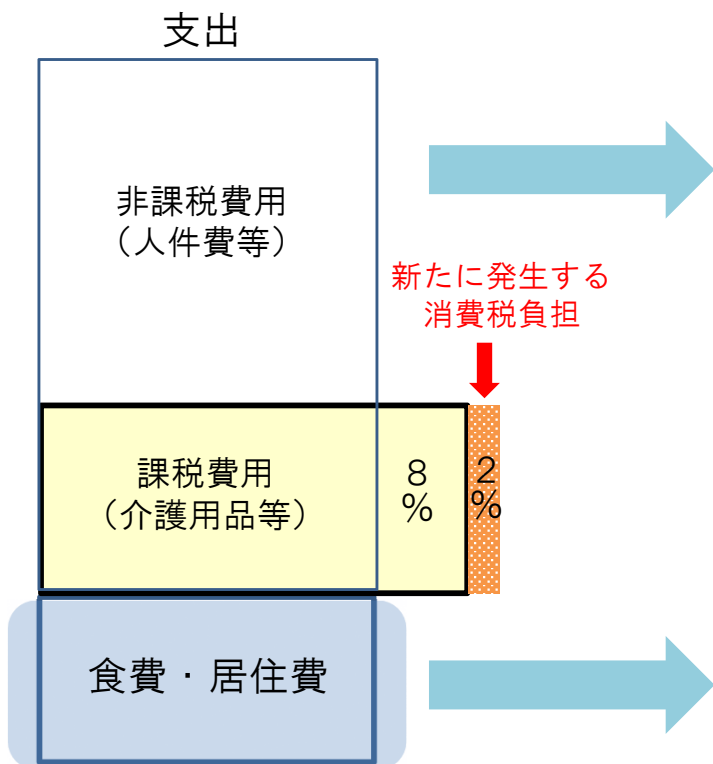 支出
非課税費用
（人件費等）
新たに発生する
消費税負担
課税費用
（介護用品等）
8
%
2
%
食費・居住費